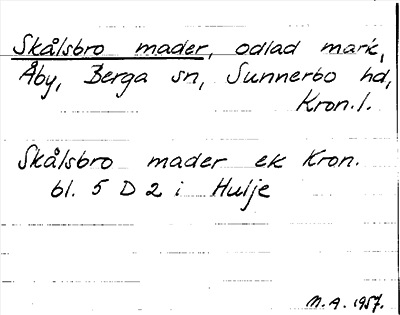 Skålsbro mader, odlad mark,
Åby, Berga sn, Sunnerbo hd,
Kron.l.
Skålsbro mader ek Kron.
bl. 5 D 2 i Hulje
M.A. 1957.